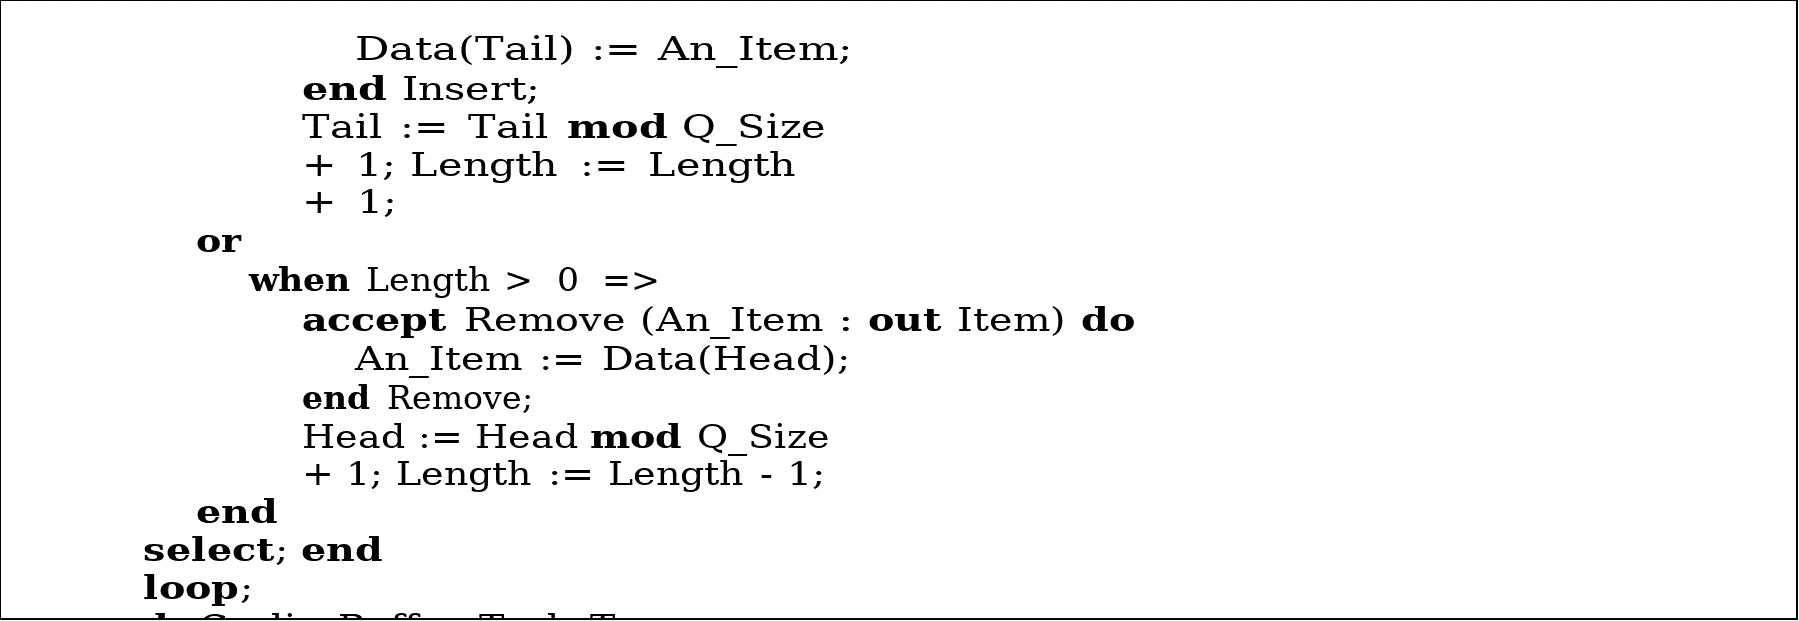 Data(Tail) := An_Item;
end Insert;
Tail := Tail mod Q_Size
+ 1; Length := Length
+ 1;
or
when Length > 0 =>
accept Remove (An_Item : out Item) do
An_Item := Data(Head);
end Remove;
Head := Head mod Q_Size
+ 1; Length := Length - 1;
end
select; end
loop;